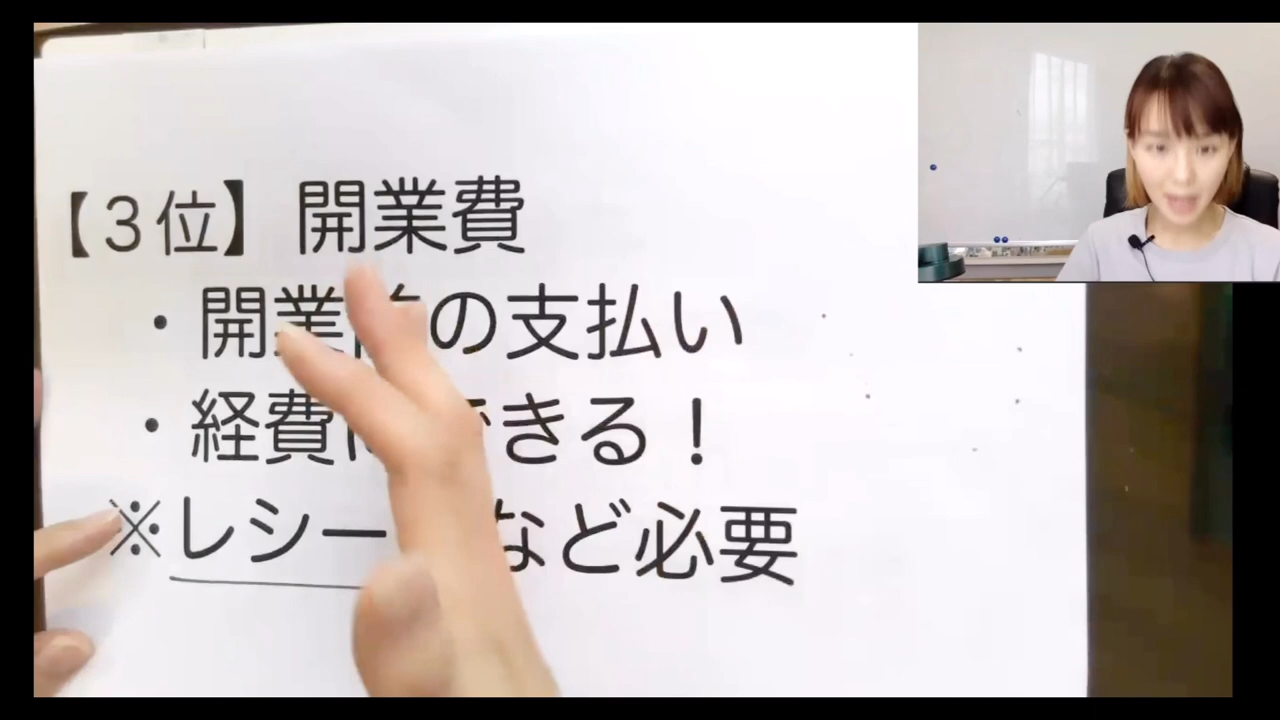 【３位】開業費
・開業の支払い
・経費できる！
※レシーなど必要